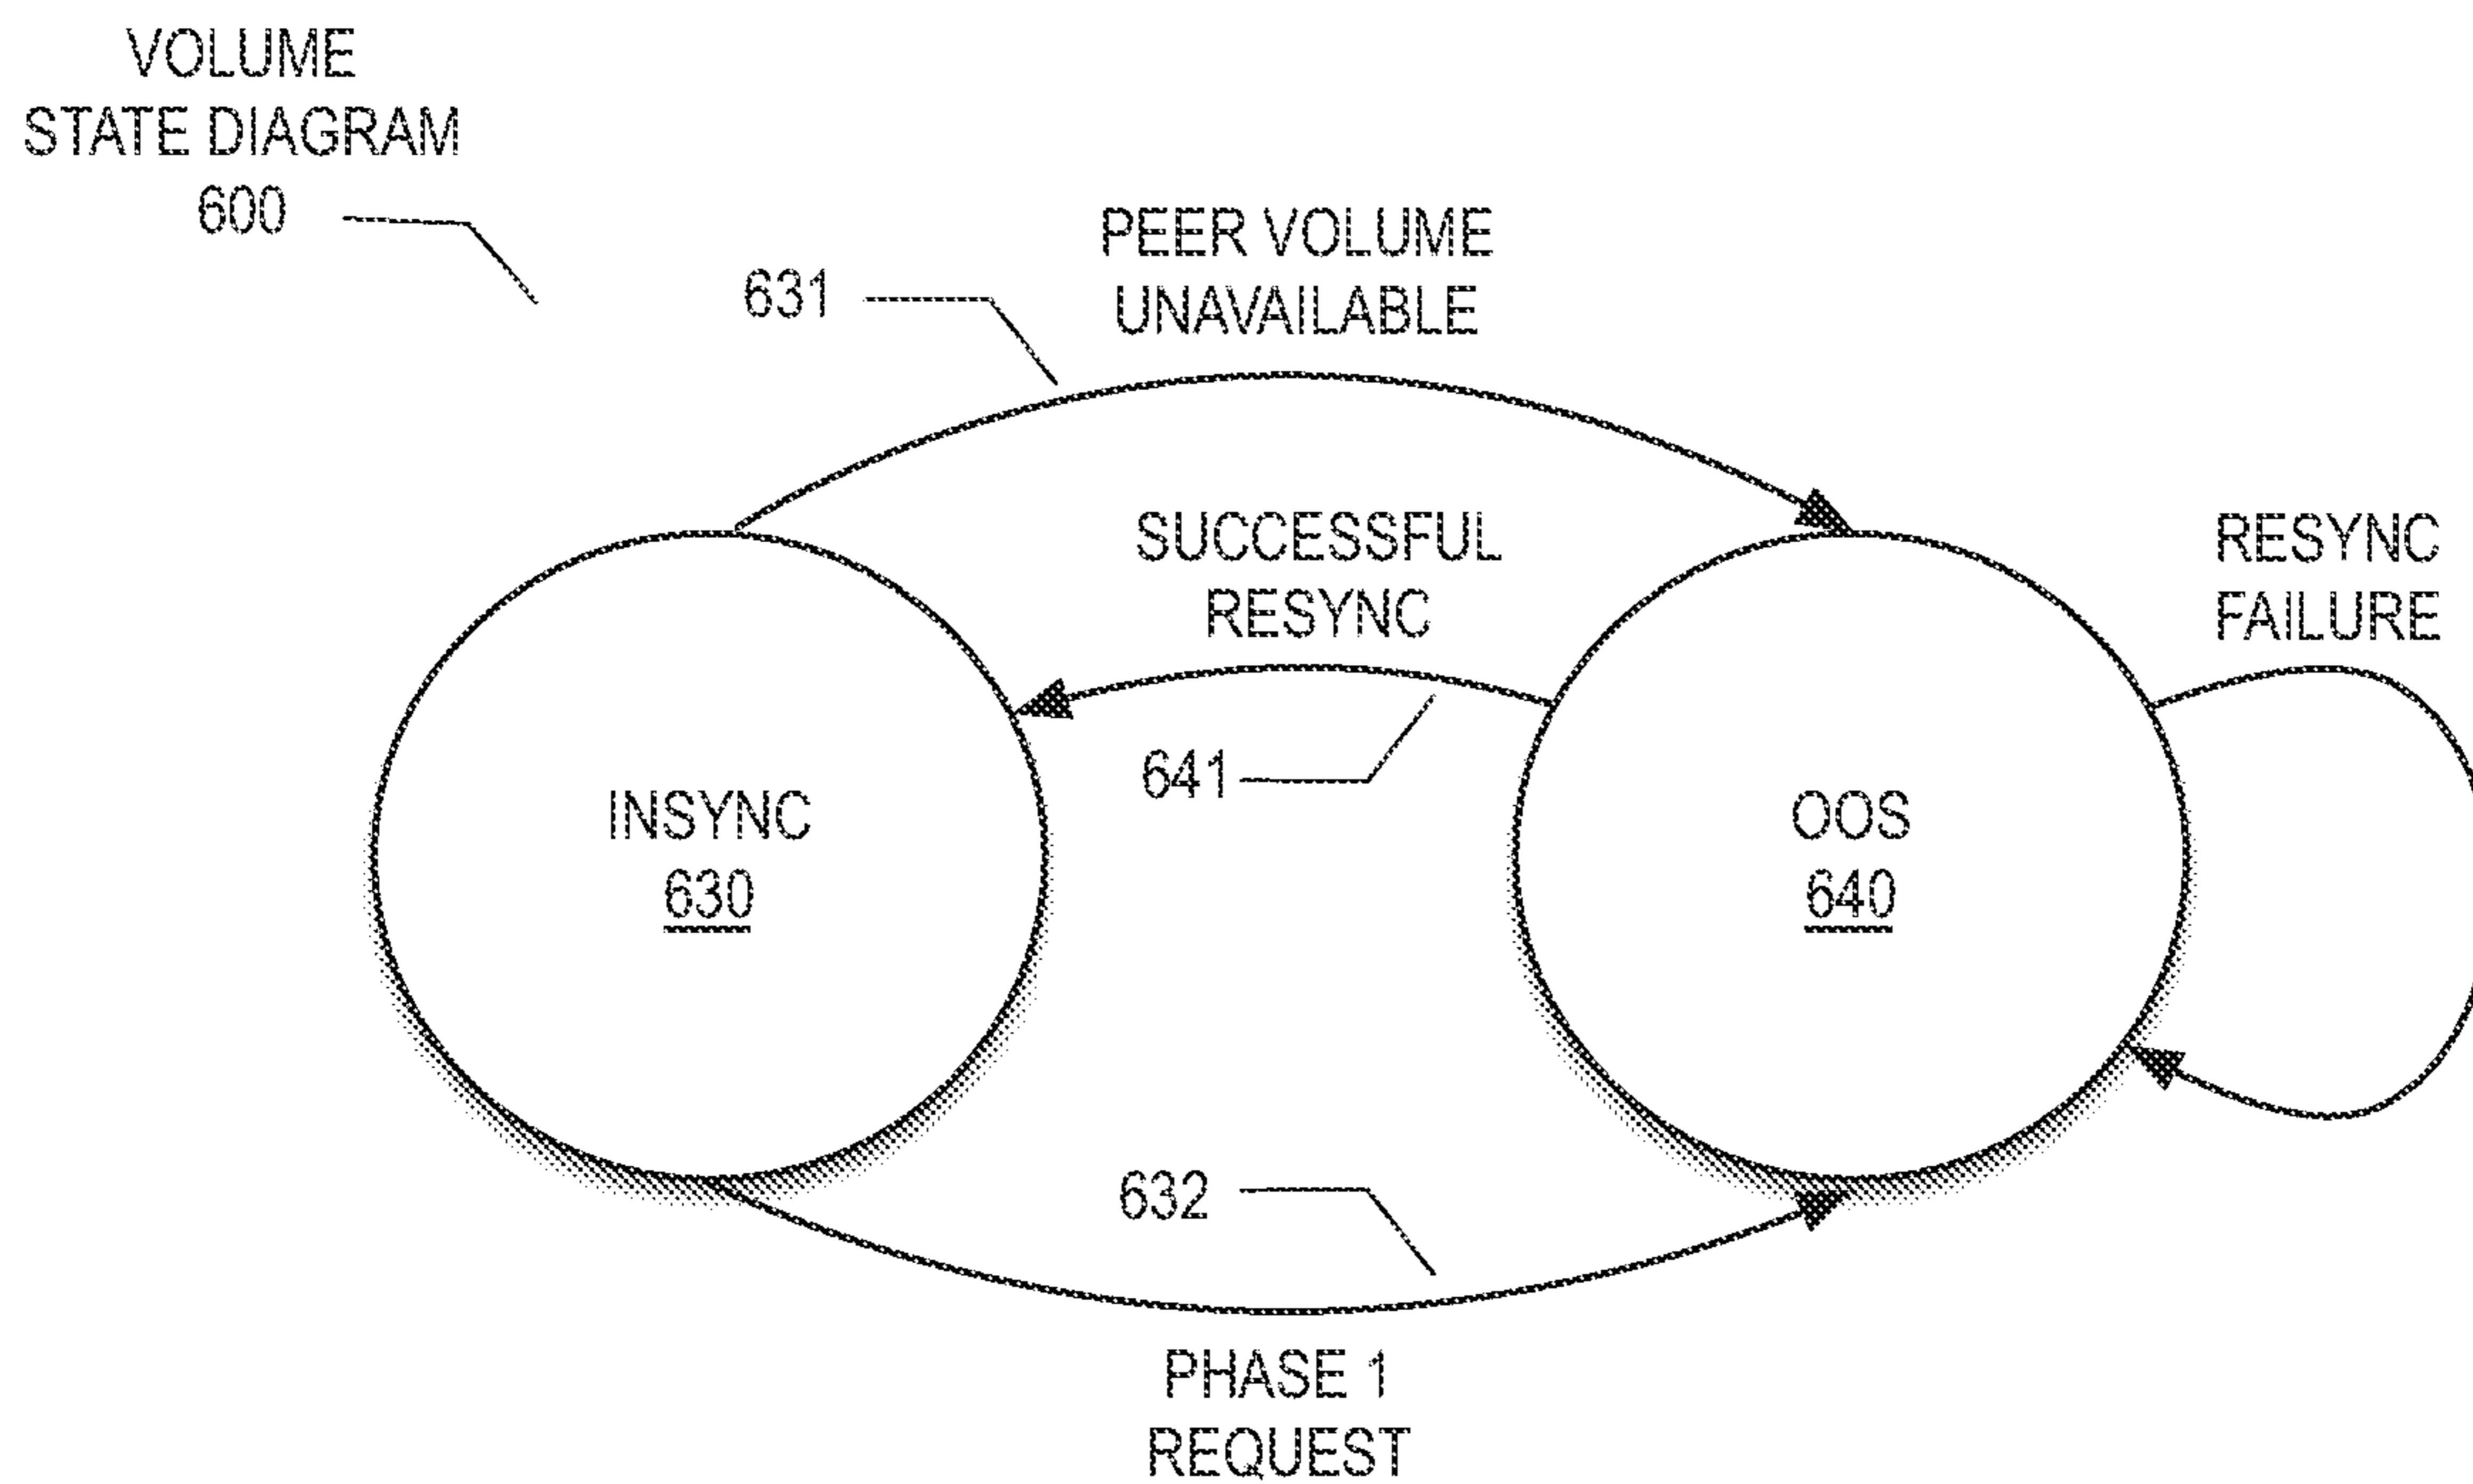 VOLUME
STATE DIAGRAM
600
631
PEER VOLUME
UNAVAILABLE
SUCCESSFUL
RESYNC
641
RESYNC
FAILURE
INSYNC
630
OOS
640
632
PHASE 1
REQUEST